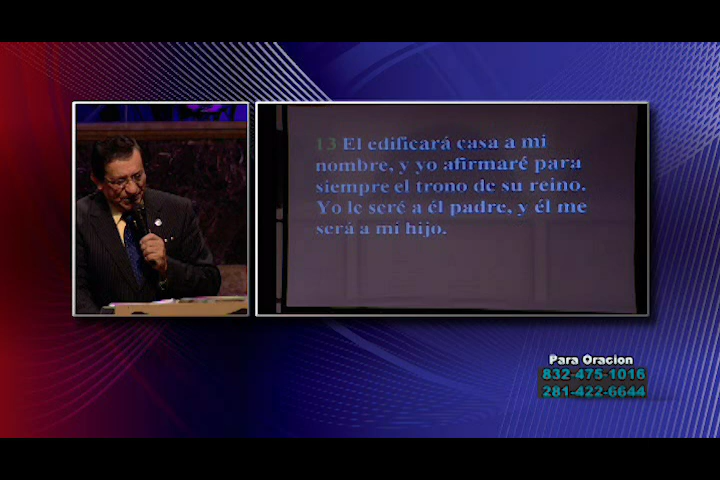 13 El edificará casa a mi
nombre, y yo afirmaré para
siempre el trono de su reino.
Yo le seré a él padre, y él me
será a mí hijo.
Para Oracion
832-475-1016
281-422-6644